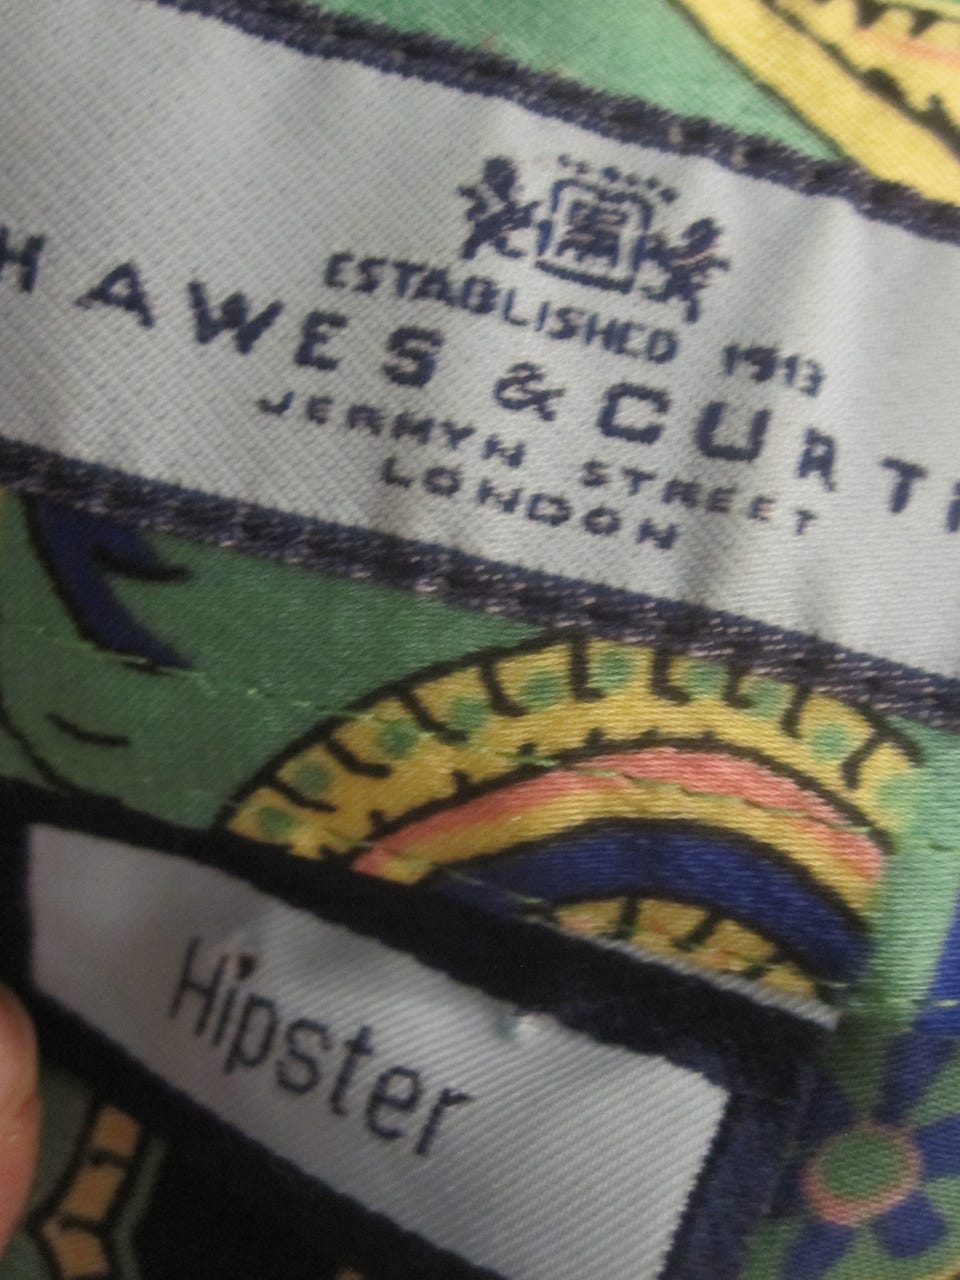 ESTABLISHED 1913
HAWES & CURTI
JERMYN STREET
LONDON
Hipster